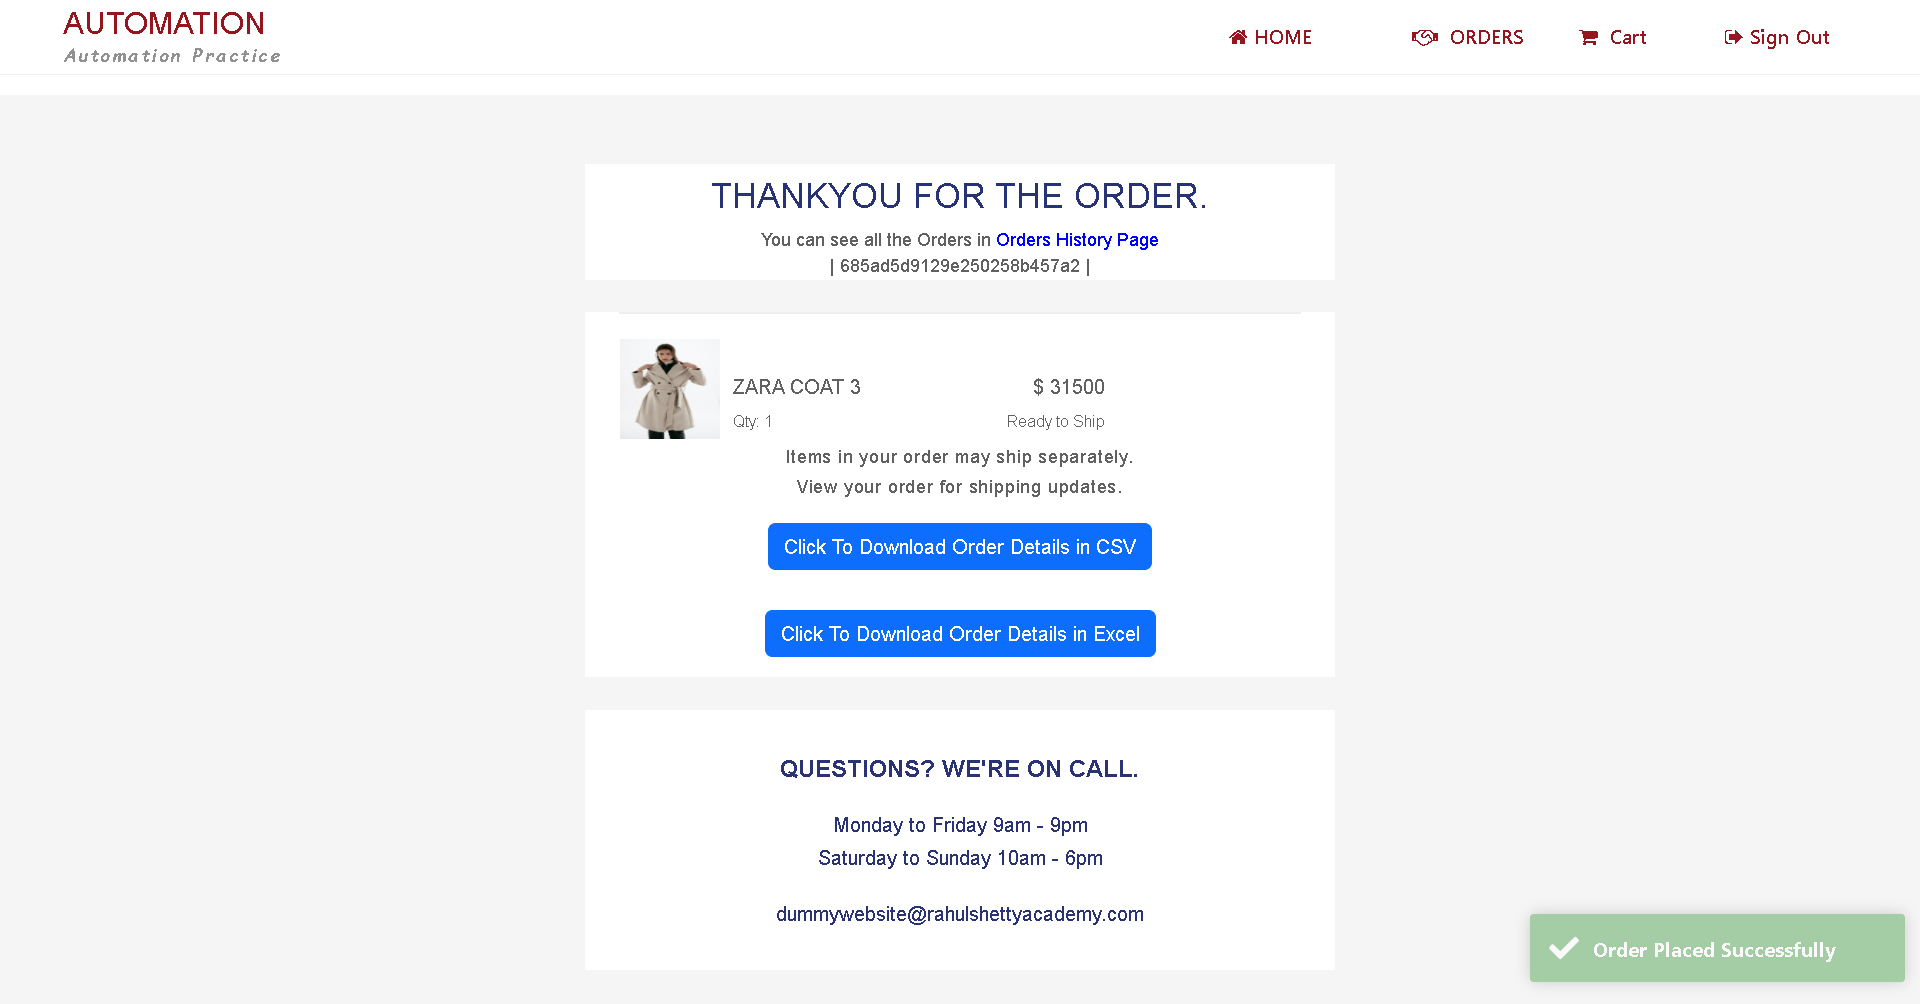 AUTOMATION
Automation Practice
HOME
ORDERS
Cart
Sign Out
THANKYOU FOR THE ORDER.
You can see all the Orders in Orders History Page
| 685ad5d9129e250258b457a2 |
ZARA COAT 3
$ 31500
Qty: 1
Ready to Ship
Items in your order may ship separately.
View your order for shipping updates.
Click To Download Order Details in CSV
Click To Download Order Details in Excel
QUESTIONS? WE'RE ON CALL.
Monday to Friday 9am - 9pm
Saturday to Sunday 10am - 6pm
dummywebsite@rahulshettyacademy.com
Order Placed Successfully